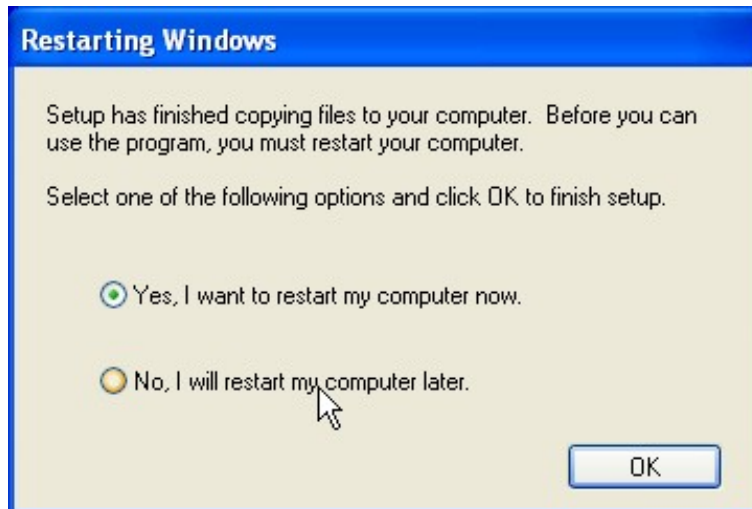 Restarting Windows
Setup has finished copying files to your computer.  Before you can
use the program, you must restart your computer.
Select one of the following options and click OK to finish setup.
Yes, I want to restart my computer now.
No, I will restart my computer later.
OK